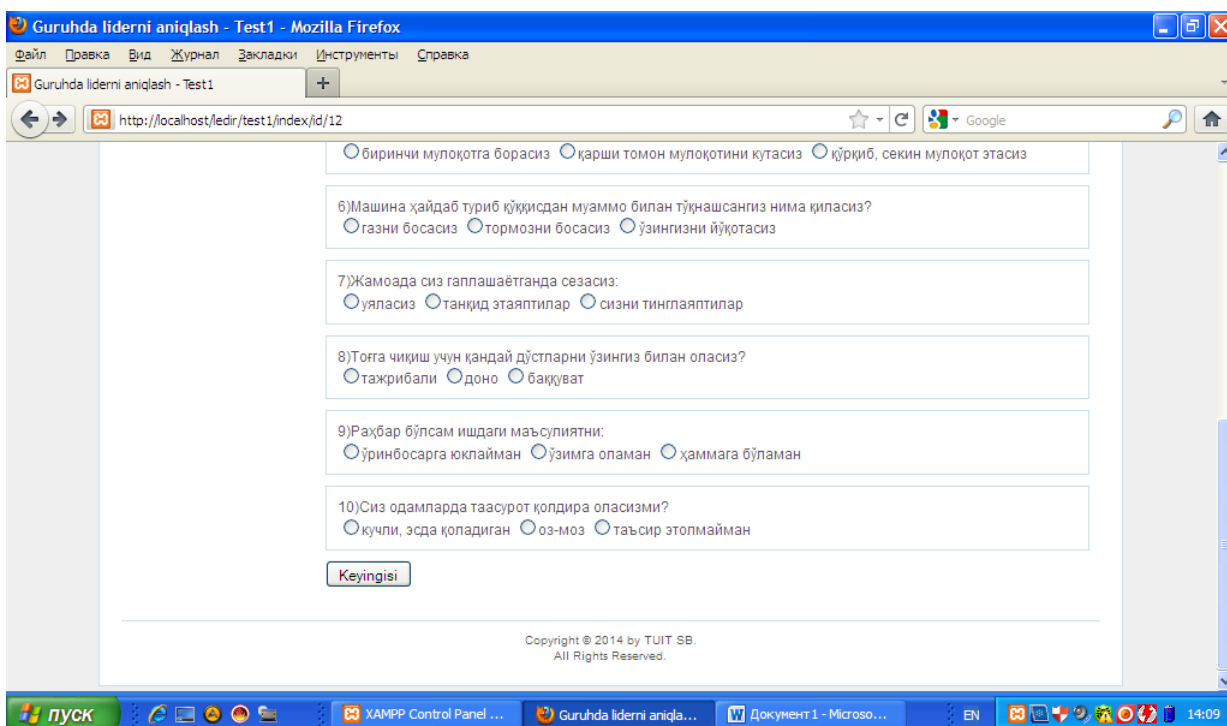 Guruhda liderni aniqlash - Test1 - Mozilla Firefox
Файл Правка Вид Журнал Закладки Инструменты Справка
Guruhda liderni aniqlash - Test1
http://localhost/ledir/test1/index/id/12 Google
биринчи мулоқотга борасиз қарши томон мулоқотини кутасиз қўрқиб, секин мулоқот этасиз
6)Машина ҳайдаб туриб қўққисдан муаммо билан тўқнашсангиз нима қиласиз?
газни босасиз тормозни босасиз ўзингизни йўқотасиз
7)Жамоада сиз гаплашаётганда сезасиз:
уяласиз танқид этаяптилар сизни тинглаяптилар
8)Тоғга чиқиш учун қандай дўстларни ўзингиз билан оласиз?
тажрибали доно баққуват
9)Раҳбар бўлсам ишдаги маъсулиятни:
ўринбосарга юклайман ўзимга оламан ҳаммага бўламан
10)Сиз одамларда таасурот қолдира оласизми?
кучли, эсда қоладиган оз-моз таъсир этолмайман
Keyingisi
Copyright © 2014 by TUIT SB.
All Rights Reserved.
пуск XAMPP Control Panel ... Guruhda liderni aniqla... Документ1 - Microso... EN 14:09